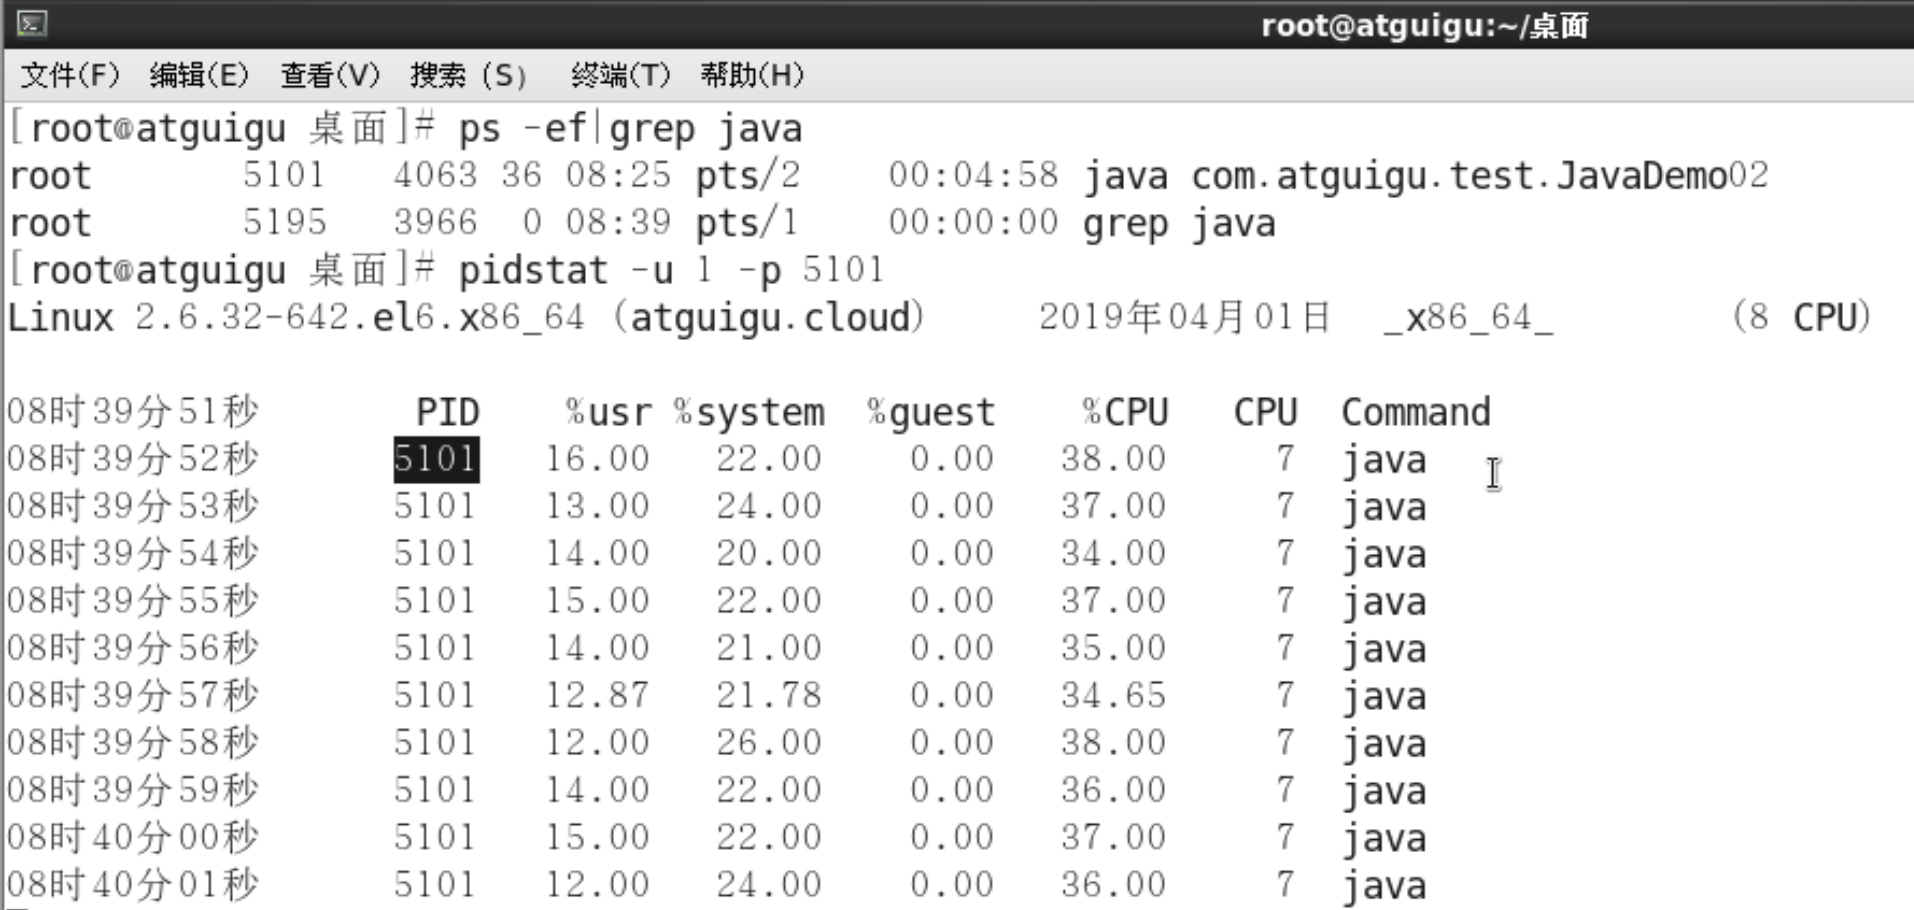 root@atguigu:~/桌面
文件(F) 编辑(E) 查看(V) 搜索 (S) 终端(T) 帮助(H)
[root@atguigu 桌面]# ps -ef|grep java
root 5101 4063 36 08:25 pts/2 00:04:58 java com.atguigu.test.JavaDemo02
root 5195 3966 0 08:39 pts/1 00:00:00 grep java
[root@atguigu 桌面]# pidstat -u 1 -p 5101
Linux 2.6.32-642.el6.x86_64 (atguigu.cloud) 2019年04月01日 _x86_64_ (8 CPU)
08时39分51秒 PID %usr %system %guest %CPU CPU Command
08时39分52秒 5101 16.00 22.00 0.00 38.00 7 java
08时39分53秒 5101 13.00 24.00 0.00 37.00 7 java
08时39分54秒 5101 14.00 20.00 0.00 34.00 7 java
08时39分55秒 5101 15.00 22.00 0.00 37.00 7 java
08时39分56秒 5101 14.00 21.00 0.00 35.00 7 java
08时39分57秒 5101 12.87 21.78 0.00 34.65 7 java
08时39分58秒 5101 12.00 26.00 0.00 38.00 7 java
08时39分59秒 5101 14.00 22.00 0.00 36.00 7 java
08时40分00秒 5101 15.00 22.00 0.00 37.00 7 java
08时40分01秒 5101 12.00 24.00 0.00 36.00 7 java